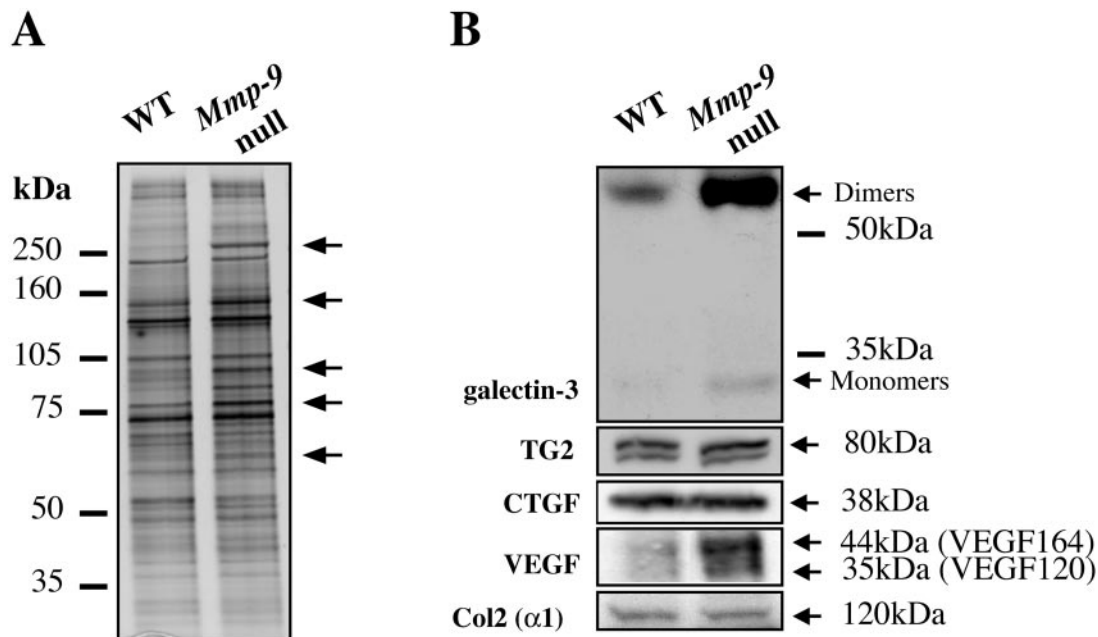 A
WT
Mmp-9
null
kDa
250
160
105
75
50
35
B
WT
Mmp-9
null
Dimers
50kDa
35kDa
Monomers
galectin-3
TG2
80kDa
CTGF
38kDa
VEGF
44kDa (VEGF164)
35kDa (VEGF120)
Col2 (α1)
120kDa